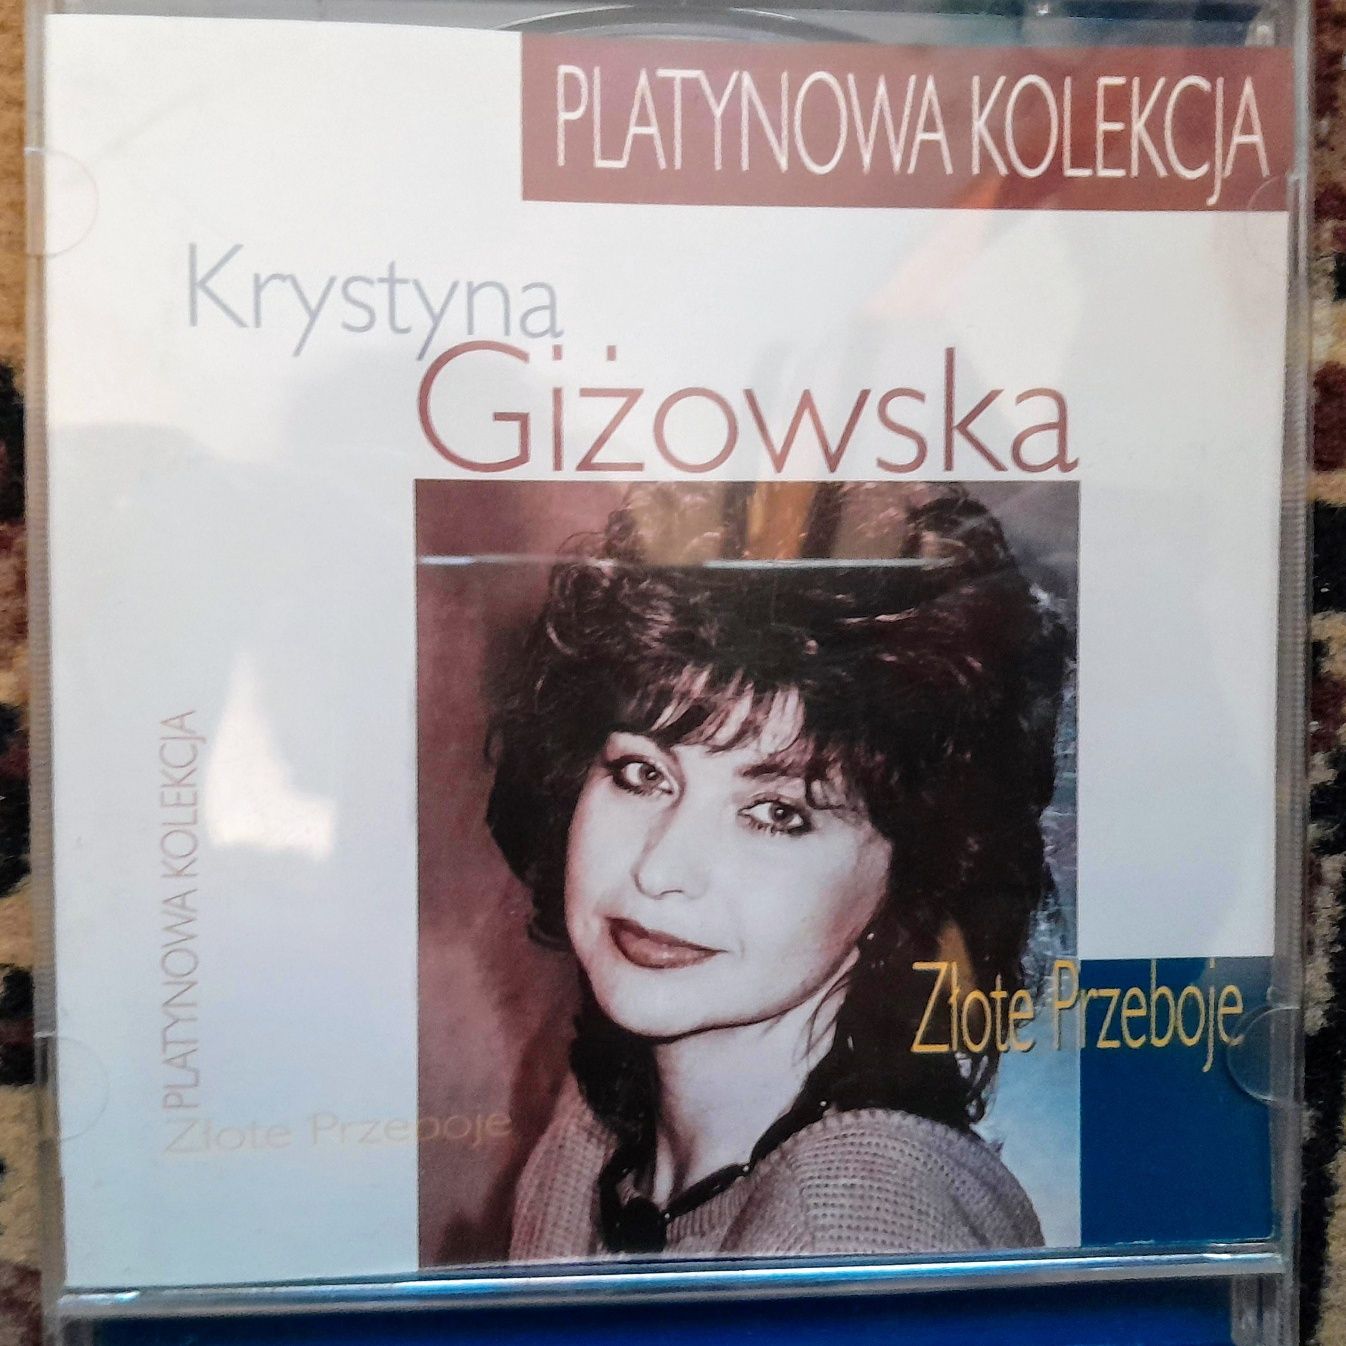 PLATYNOWA KOLEKCJA
Krystyna
Giżowska
PLATYNOWA KOLEKCJA
Złote Przeboje
Złote Przeboje